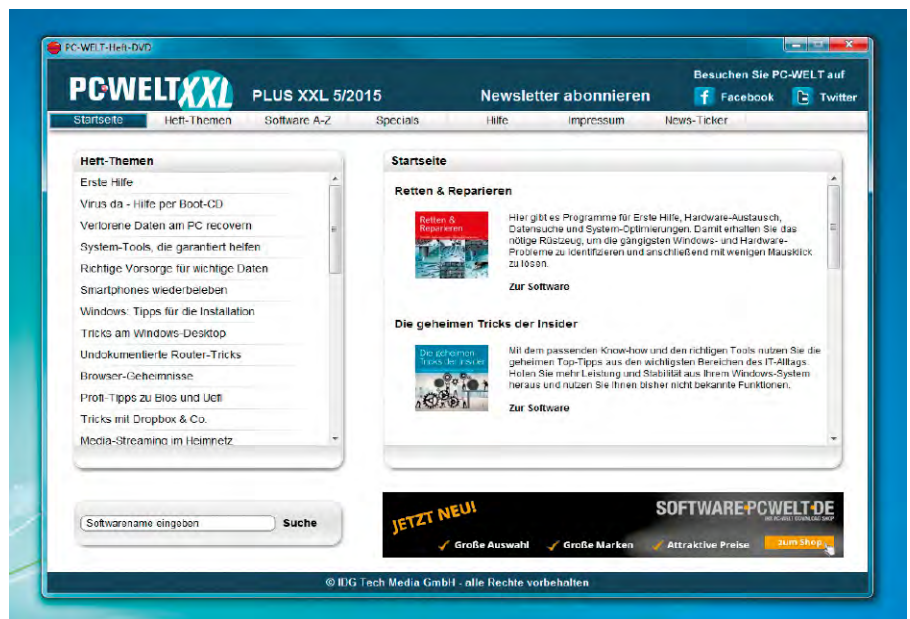 PC-WELT-Heft-DVD
PC-WELT XXL PLUS XXL 5/2015 Newsletter abonnieren
Besuchen Sie PC-WELT auf
Facebook Twitter
Startseite Heft-Themen Software A-Z Specials Hilfe Impressum News-Ticker
Heft-Themen
Erste Hilfe
Virus da - Hilfe per Boot-CD
Verlorene Daten am PC recovern
System-Tools, die garantiert helfen
Richtige Vorsorge für wichtige Daten
Smartphones wiederbeleben
Windows: Tipps für die Installation
Tricks am Windows-Desktop
Undokumentierte Router-Tricks
Browser-Geheimnisse
Profi-Tipps zu Bios und Uefi
Tricks mit Dropbox & Co.
Media-Streaming im Heimnetz
Startseite
Retten & Reparieren
Retten &
Reparieren
Hier gibt es Programme für Erste Hilfe, Hardware-Austausch,
Datensuche und System-Optimierungen. Damit erhalten Sie das
nötige Rüstzeug, um die gängigsten Windows- und Hardware-
Probleme zu identifizieren und anschließend mit wenigen Mausklick
zu lösen.
Zur Software
Die geheimen Tricks der Insider
Die geheimen
Tricks der Insider
Mit dem passenden Know-how und den richtigen Tools nutzen Sie die
geheimen Top-Tipps aus den wichtigsten Bereichen des IT-Alltags.
Holen Sie mehr Leistung und Stabilität aus Ihrem Windows-System
heraus und nutzen Sie Ihnen bisher nicht bekannte Funktionen.
Zur Software
Softwarename eingeben Suche
JETZT NEU!
SOFTWARE-PCWELT-DE
Große Auswahl Große Marken Attraktive Preise zum Shop
© IDG Tech Media GmbH - alle Rechte vorbehalten